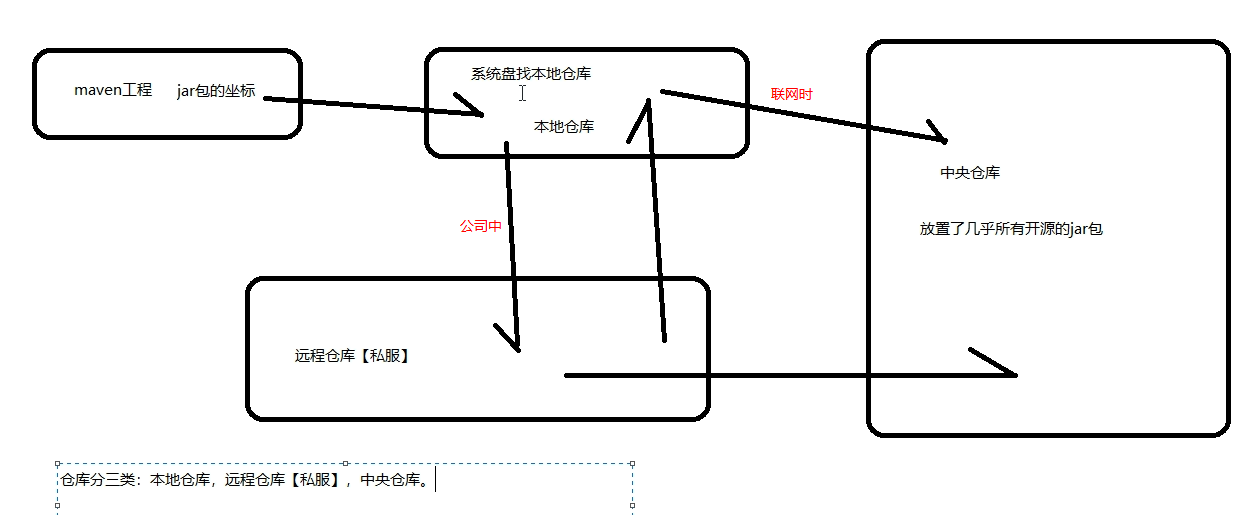 maven工程 jar包的坐标
系统盘找本地仓库
本地仓库
联网时
中央仓库
放置了几乎所有开源的jar包
公司中
远程仓库【私服】
仓库分三类：本地仓库，远程仓库【私服】，中央仓库。